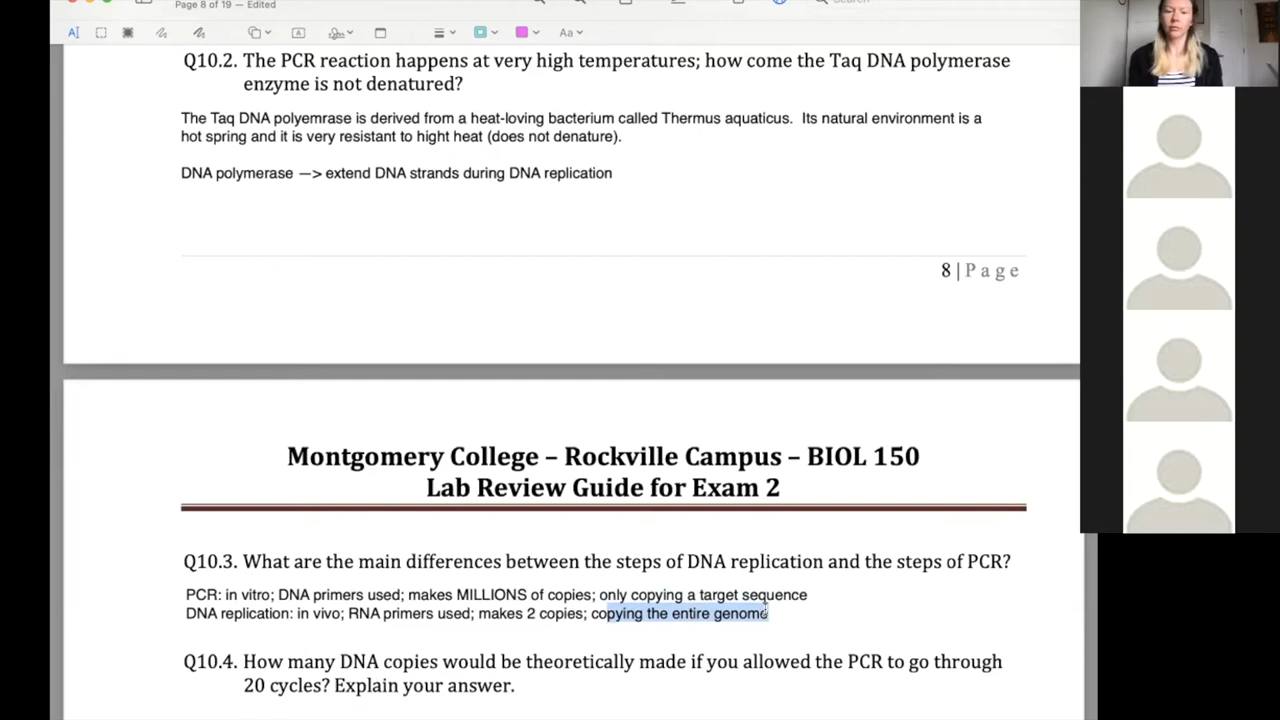 Page 8 of 19 — Edited
Search
Aa
Q10.2. The PCR reaction happens at very high temperatures; how come the Taq DNA polymerase
enzyme is not denatured?
The Taq DNA polyemrase is derived from a heat-loving bacterium called Thermus aquaticus. Its natural environment is a
hot spring and it is very resistant to hight heat (does not denature).
DNA polymerase —> extend DNA strands during DNA replication
8 | P a g e
Montgomery College – Rockville Campus – BIOL 150
Lab Review Guide for Exam 2
Q10.3. What are the main differences between the steps of DNA replication and the steps of PCR?
PCR: in vitro; DNA primers used; makes MILLIONS of copies; only copying a target sequence
DNA replication: in vivo; RNA primers used; makes 2 copies; copying the entire genome
Q10.4. How many DNA copies would be theoretically made if you allowed the PCR to go through
20 cycles? Explain your answer.